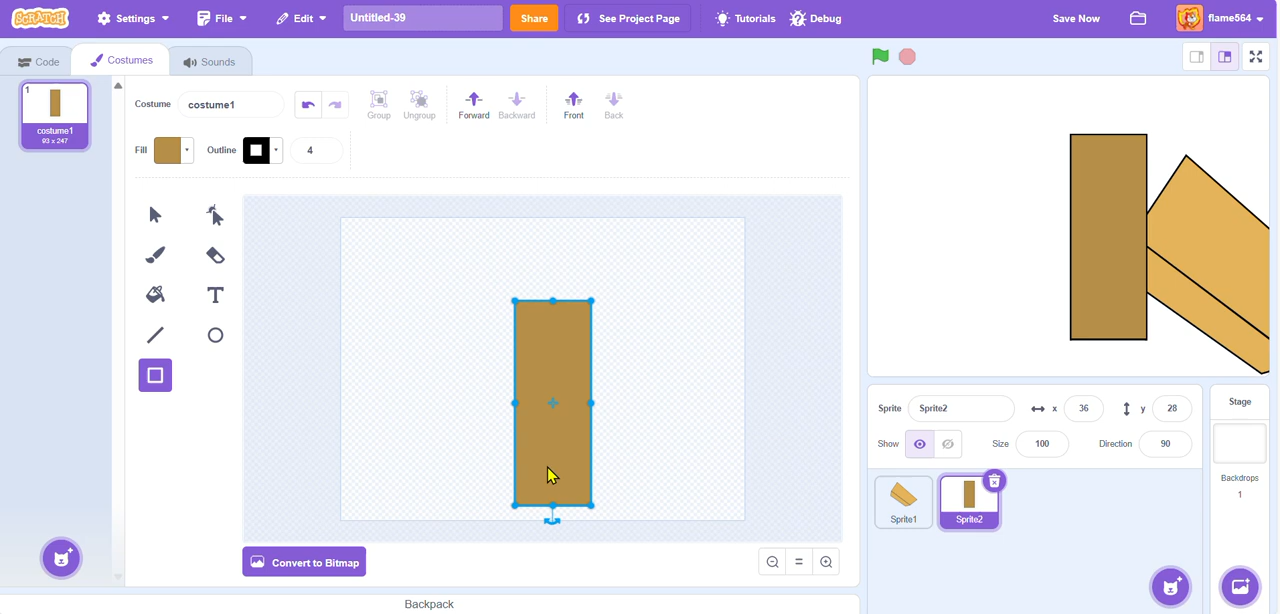 SCRATCH Settings File Edit Untitled-39 Share See Project Page Tutorials Debug Save Now flame564
Code Costumes Sounds
1
costume1
93 x 247
Costume costume1 Group Ungroup Forward Backward Front Back
Fill Outline 4
T
Convert to Bitmap
Backpack
Sprite Sprite2 x 36 y 28
Show Size 100 Direction 90
Sprite1 Sprite2
Stage
Backdrops
1